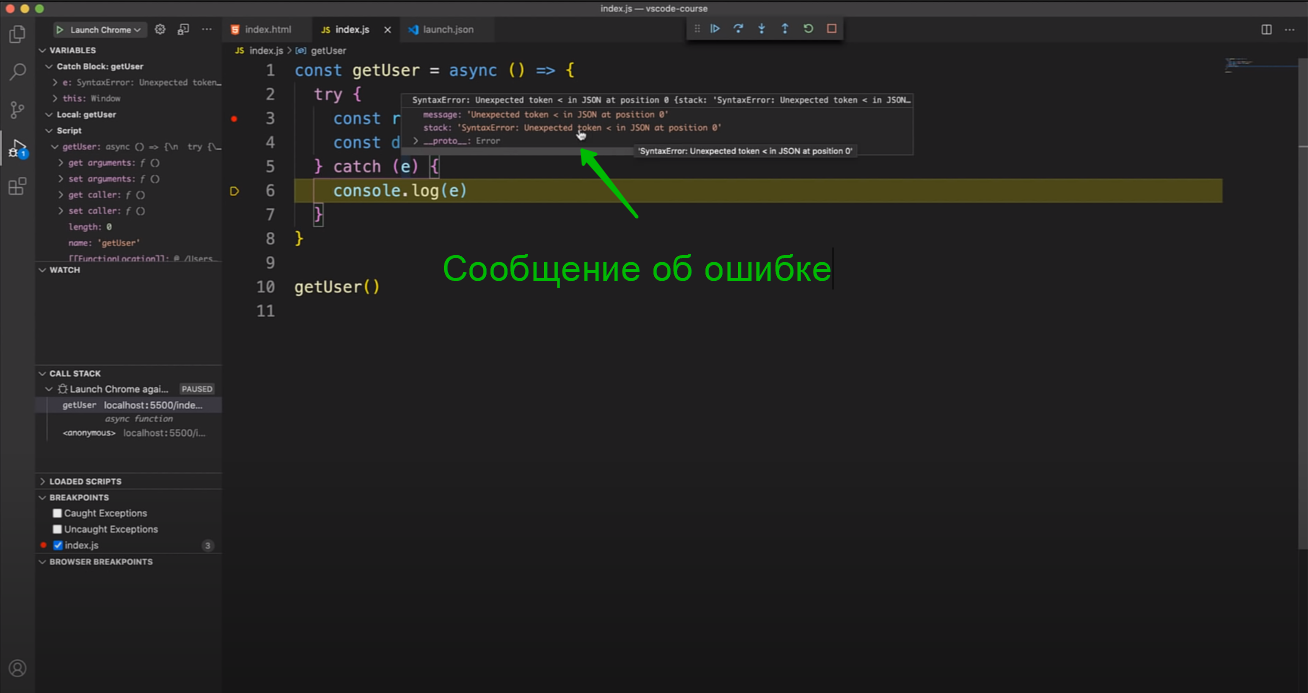 index.js — vscode-course
Launch Chrome
index.html
JS index.js
launch.json
JS index.js > getUser
VARIABLES
Catch Block: getUser
e: SyntaxError: Unexpected token…
this: Window
Local: getUser
Script
getUser: async () => {\n  try {\…
get arguments: ƒ ()
set arguments: ƒ ()
get caller: ƒ ()
set caller: ƒ ()
length: 0
name: 'getUser'
[[FunctionLocation]]: @ /Users…
WATCH
CALL STACK
Launch Chrome agai… PAUSED
getUser localhost:5500/inde…
async function
<anonymous> localhost:5500/i…
LOADED SCRIPTS
BREAKPOINTS
Caught Exceptions
Uncaught Exceptions
index.js 3
BROWSER BREAKPOINTS
1
1 const getUser = async () => {
2 try {
3 const r
4 const d
5 } catch (e) {
6 console.log(e)
7 }
8 }
9
10 getUser()
11
SyntaxError: Unexpected token < in JSON at position 0 {stack: 'SyntaxError: Unexpected token < in JSON…
message: 'Unexpected token < in JSON at position 0'
stack: 'SyntaxError: Unexpected token < in JSON at position 0'
__proto__: Error
'SyntaxError: Unexpected token < in JSON at position 0'
Сообщение об ошибке